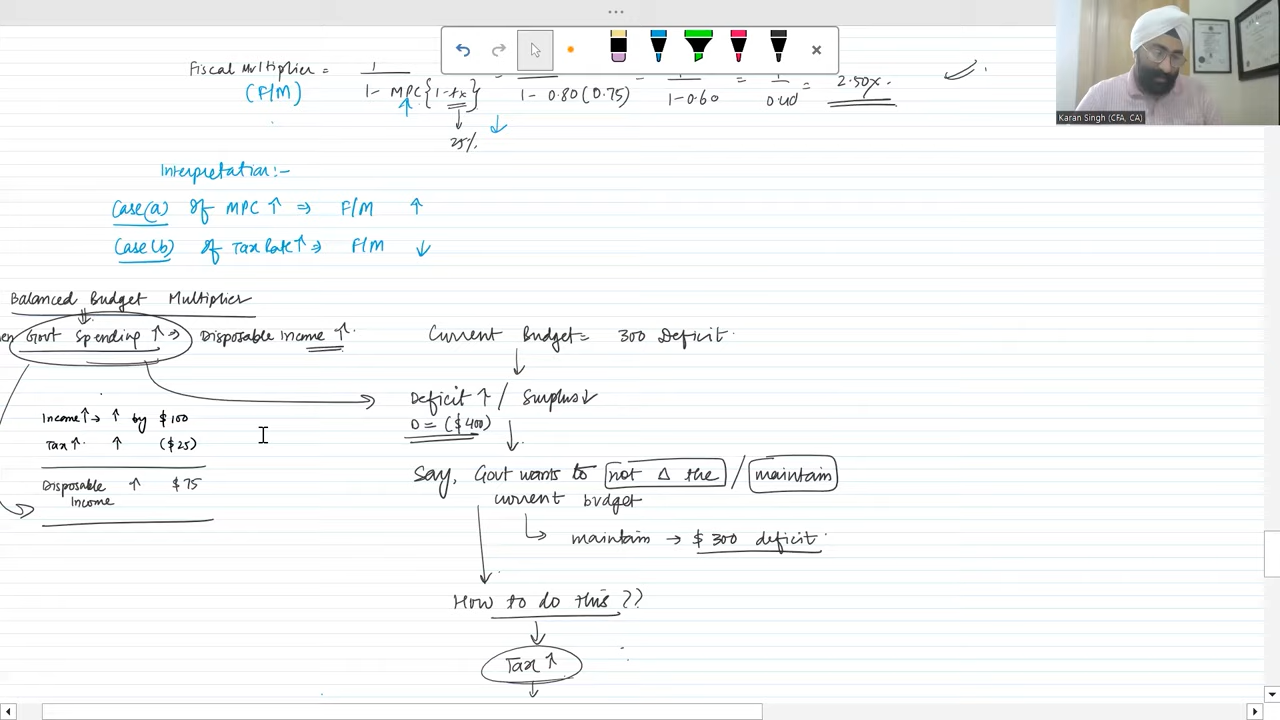 Fiscal Multiplier = 1 / 1 - MPC{1-tx} = 1 - 0.80 (0.75) = 1-0.60 = 1 / 0.40 = 2.50x.
(F/M)
25%
Karan Singh (CFA, CA)
Interpretation:-
Case(a) If MPC ↑ ⇒ F/M ↑
Case(b) If Tax Rate ↑ ⇒ F/M ↓
Balanced Budget Multiplier
Govt Spending ↑ ⇒ Disposable Income ↑.
Income ↑ → ↑ by $100
Tax ↑. ↑ ($25)
Disposable ↑ $75
Income
Current Budget = 300 Deficit.
Deficit ↑ / Surplus ↓
D = ($400)
Say, Govt wants to not Δ the / maintain
current budget
maintain → $300 deficit.
How to do this ??
Tax ↑